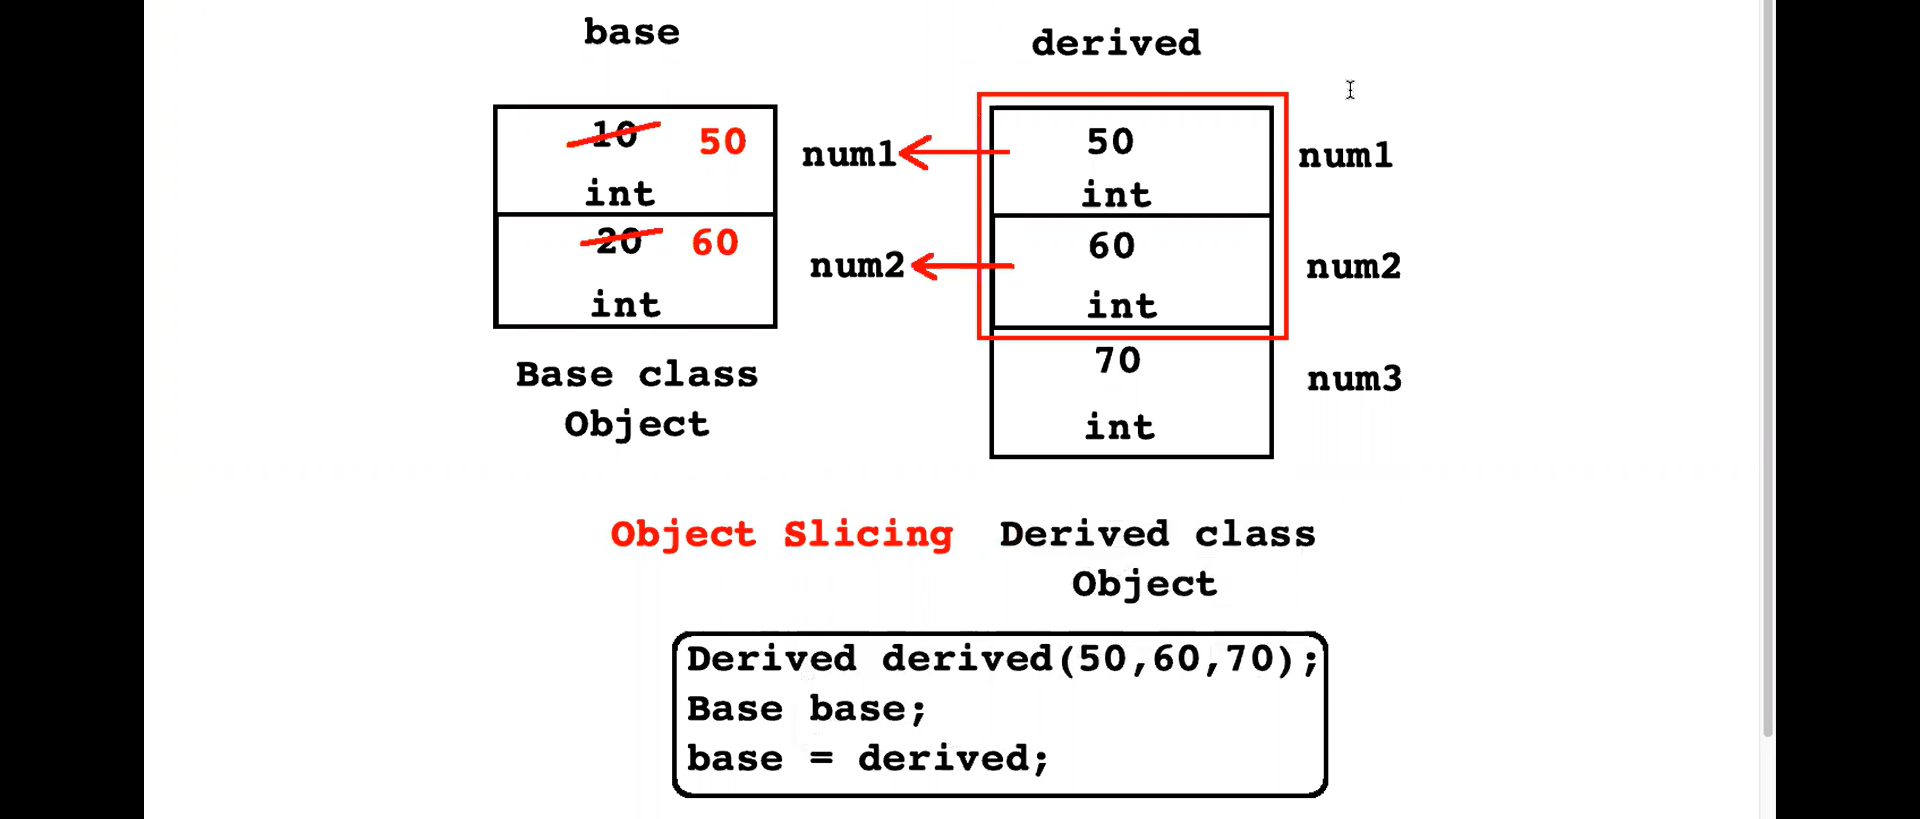 base
derived
10 50
int
num1
50
int
num1
20 60
int
num2
60
int
num2
70
int
num3
Base class
Object
Object Slicing
Derived class
Object
Derived derived(50,60,70);
Base base;
base = derived;